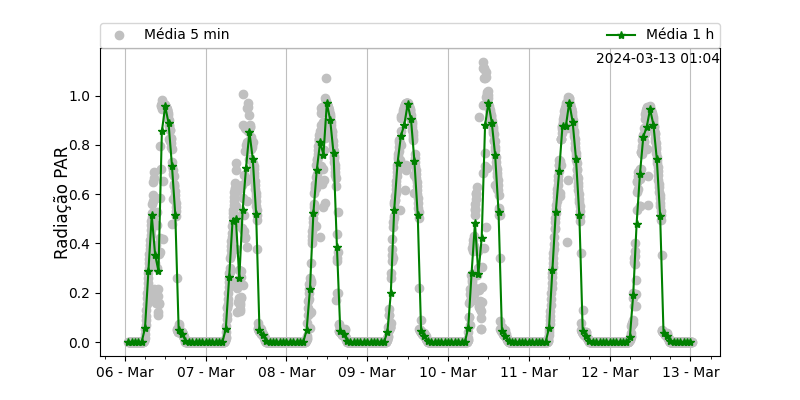 Média 5 min
Média 1 h
2024-03-13 01:04
Radiação PAR
1.0
0.8
0.6
0.4
0.2
0.0
06 - Mar
07 - Mar
08 - Mar
09 - Mar
10 - Mar
11 - Mar
12 - Mar
13 - Mar